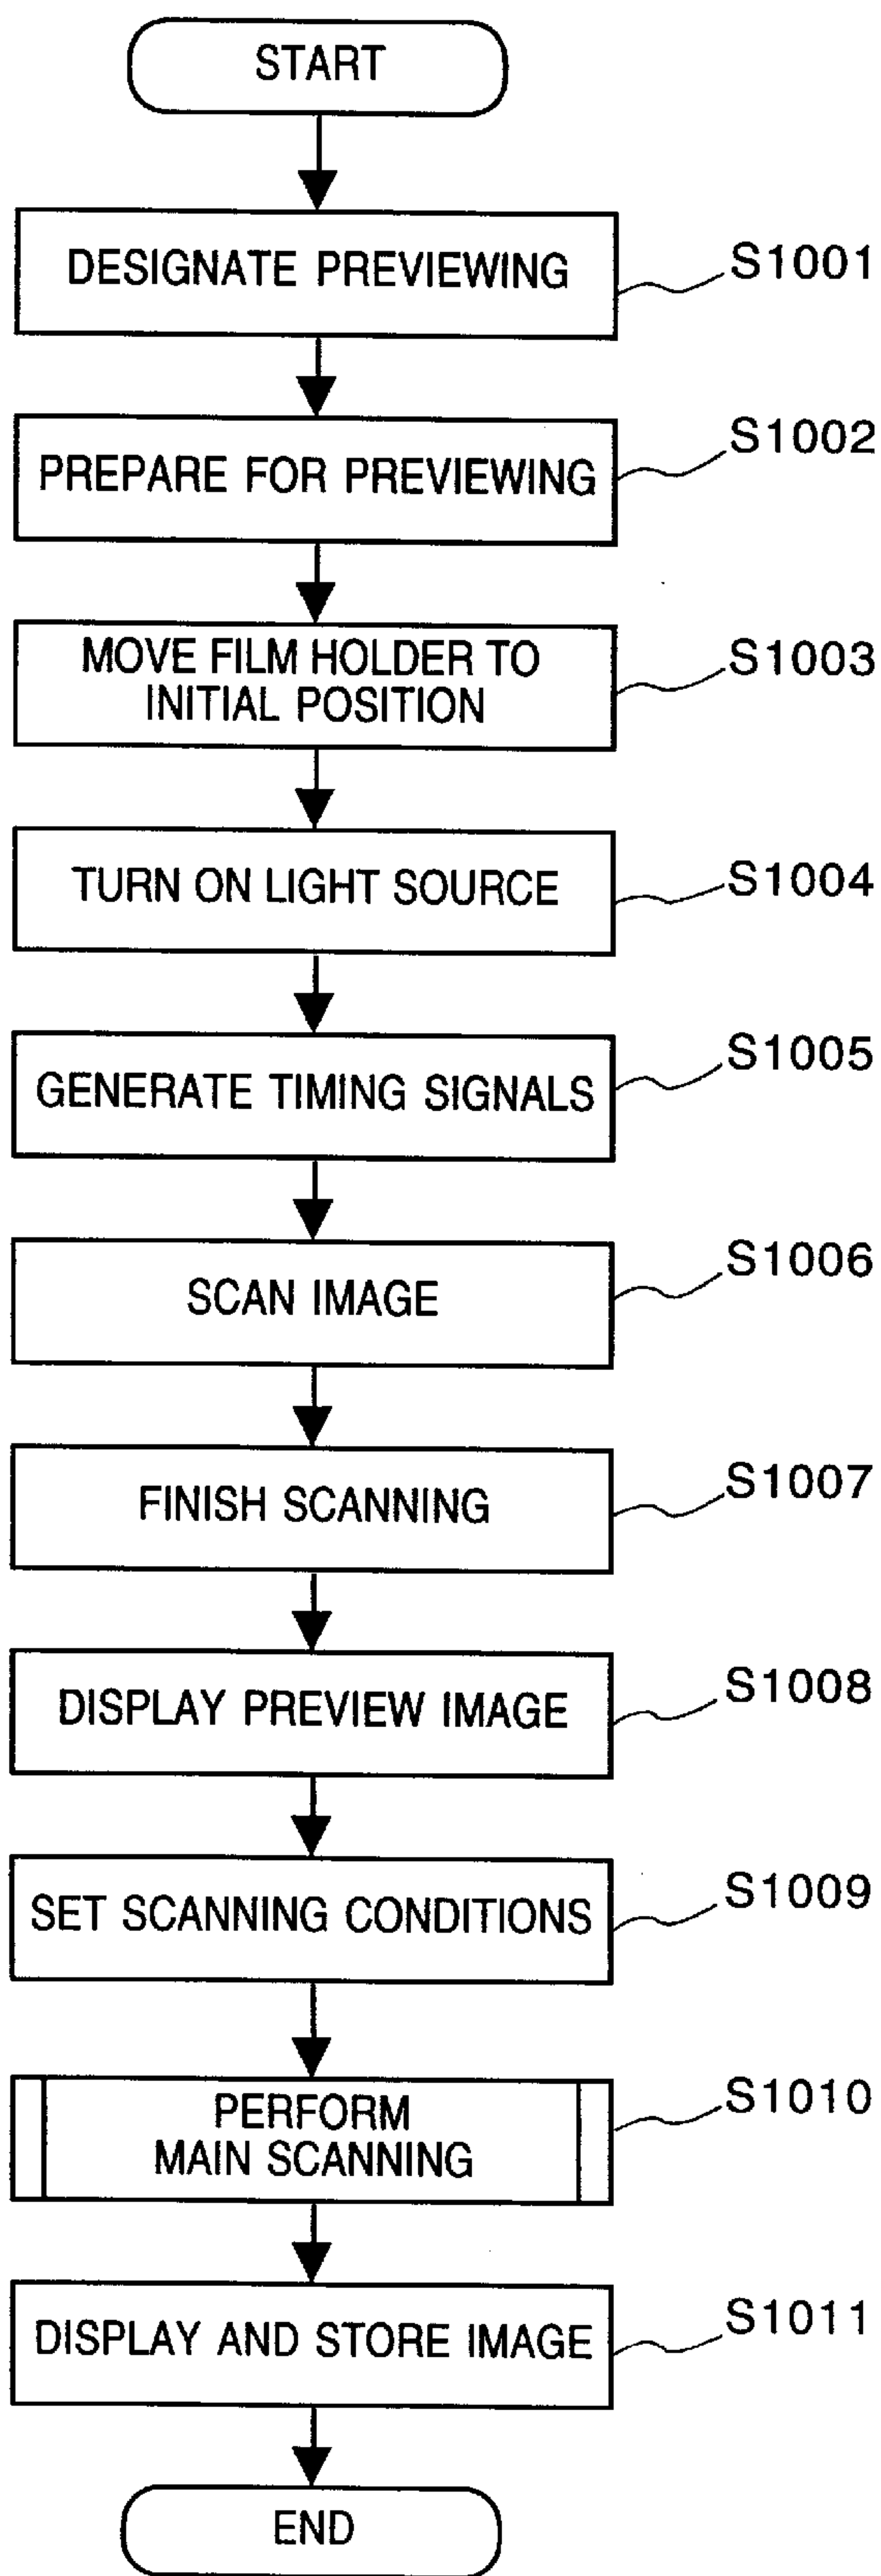 START
DESIGNATE PREVIEWING
S1001
PREPARE FOR PREVIEWING
S1002
MOVE FILM HOLDER TO
INITIAL POSITION
S1003
TURN ON LIGHT SOURCE
S1004
GENERATE TIMING SIGNALS
S1005
SCAN IMAGE
S1006
FINISH SCANNING
S1007
DISPLAY PREVIEW IMAGE
S1008
SET SCANNING CONDITIONS
S1009
PERFORM
MAIN SCANNING
S1010
DISPLAY AND STORE IMAGE
S1011
END